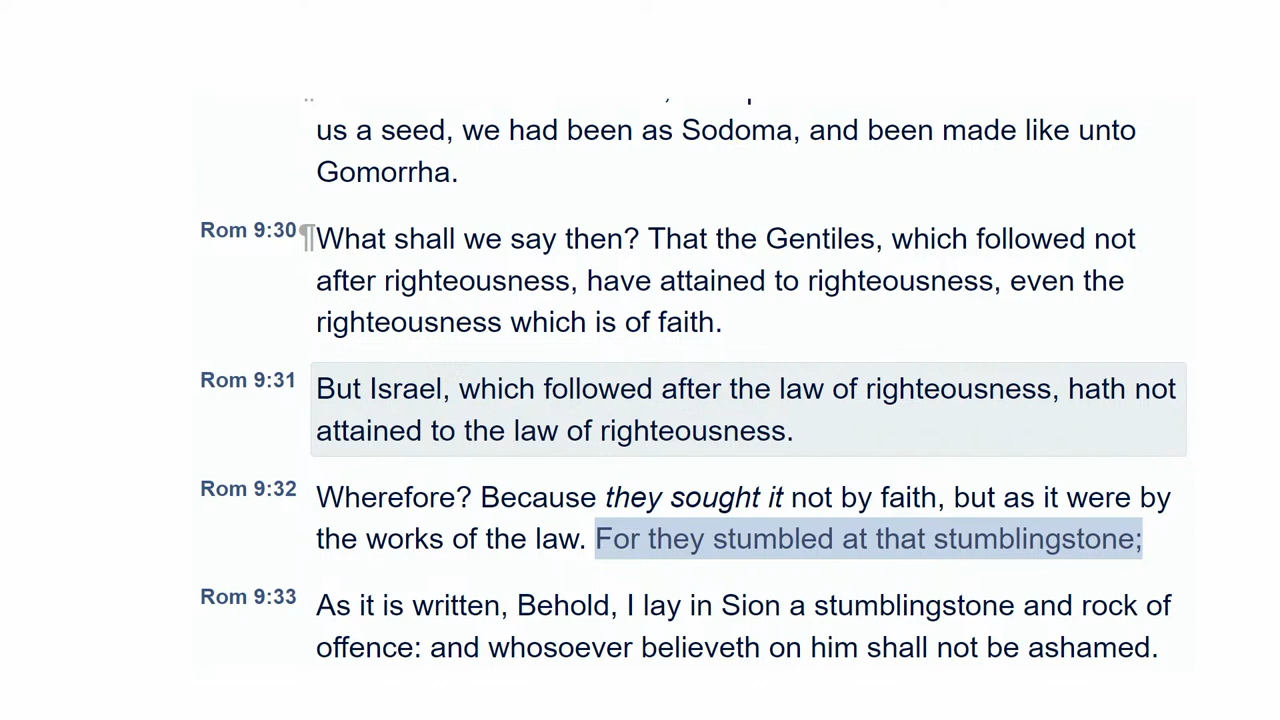 us a seed, we had been as Sodoma, and been made like unto
Gomorrha.
Rom 9:30 ¶What shall we say then? That the Gentiles, which followed not
after righteousness, have attained to righteousness, even the
righteousness which is of faith.
Rom 9:31 But Israel, which followed after the law of righteousness, hath not
attained to the law of righteousness.
Rom 9:32 Wherefore? Because they sought it not by faith, but as it were by
the works of the law. For they stumbled at that stumblingstone;
Rom 9:33 As it is written, Behold, I lay in Sion a stumblingstone and rock of
offence: and whosoever believeth on him shall not be ashamed.